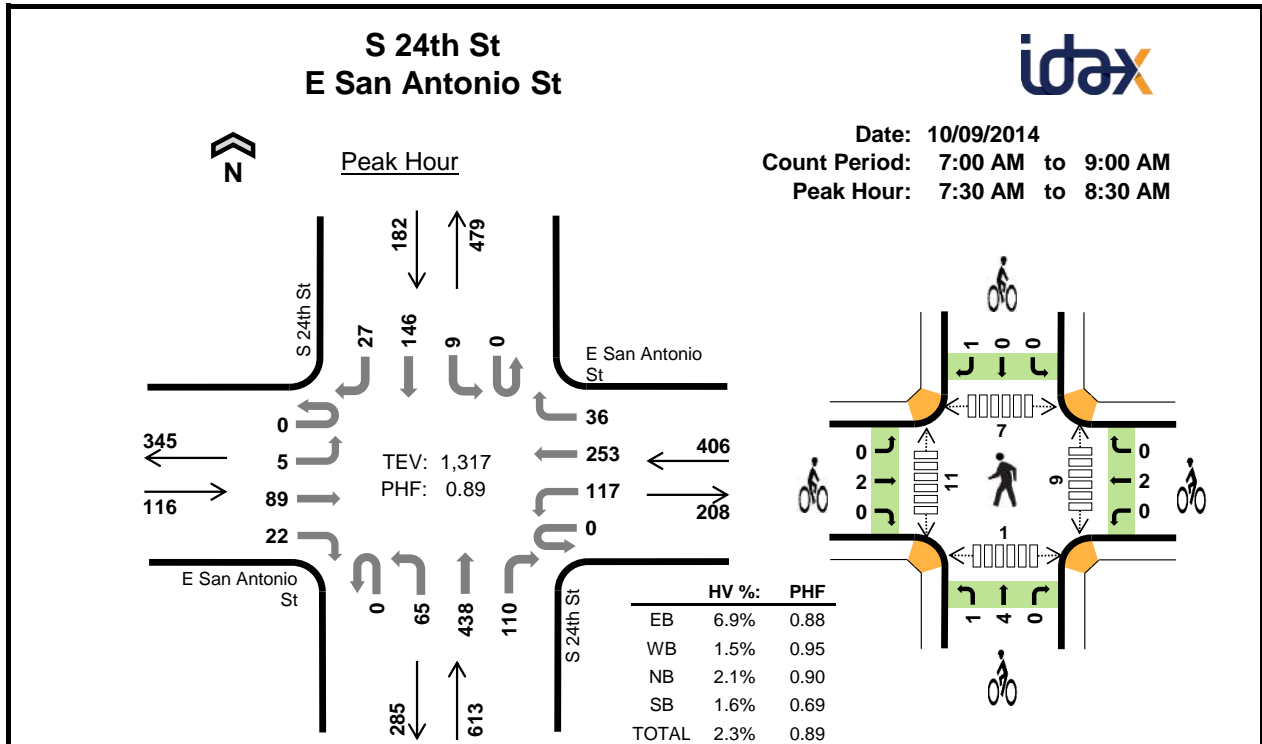 S 24th St
E San Antonio St
idax
Date: 10/09/2014
Count Period: 7:00 AM to 9:00 AM
Peak Hour: 7:30 AM to 8:30 AM
N
Peak Hour
182
479
S 24th St
27
146
9
0
E San Antonio
St
0
5
89
22
345
116
TEV: 1,317
PHF: 0.89
36
253
117
0
406
208
E San Antonio
St
0
65
438
110
S 24th St
285
613
HV %: PHF
EB 6.9% 0.88
WB 1.5% 0.95
NB 2.1% 0.90
SB 1.6% 0.69
TOTAL 2.3% 0.89
1
0
0
7
0
2
0
11
9
0
2
0
1
1
4
0